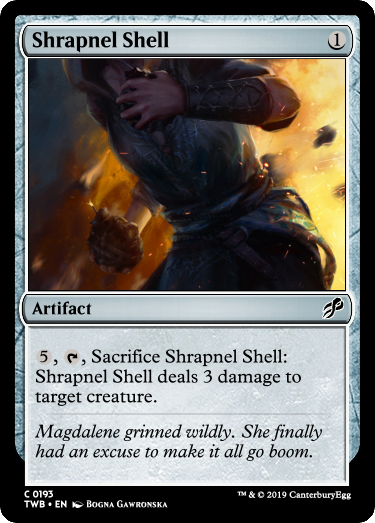 Shrapnel Shell 1
Artifact
5, , Sacrifice Shrapnel Shell:
Shrapnel Shell deals 3 damage to
target creature.
Magdalene grinned wildly. She finally
had an excuse to make it all go boom.
C 0193
TWB • EN Bogna Gawronska
™ & © 2019 CanterburyEgg